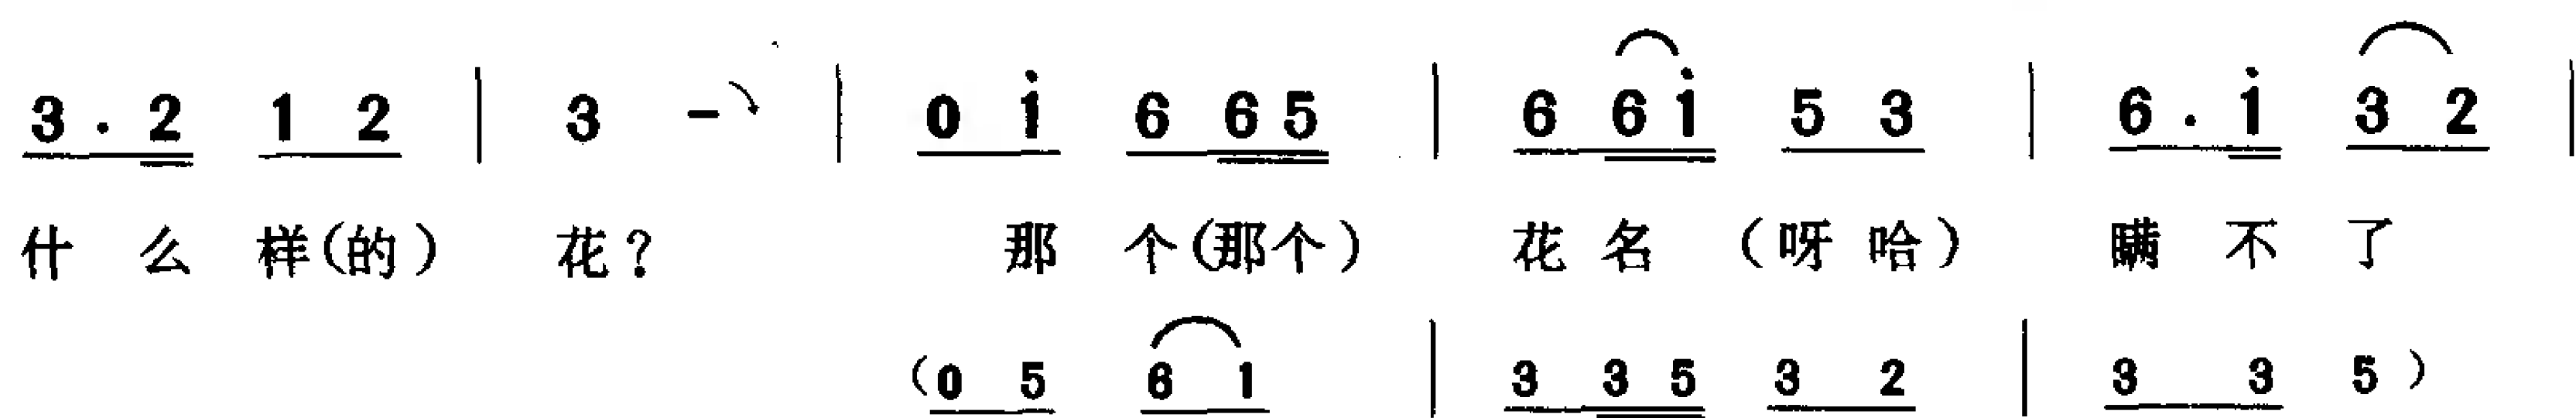 3 . 2 1 2 | 3 - | 0 i 6 6 5 | 6 6 i 5 3 | 6 . i 3 2 |
什 么 样(的) 花? 那 个(那个) 花 名 (呀 哈) 瞒 不 了
(0 5 6 1 | 3 3 5 3 2 | 3 3 5)